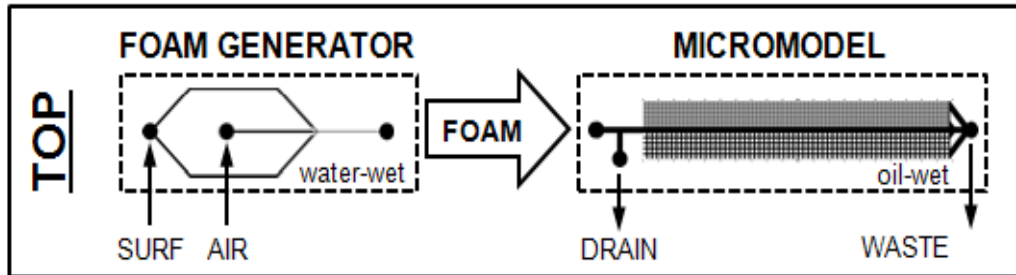 TOP
FOAM GENERATOR
water-wet
SURF
AIR
FOAM
MICROMODEL
oil-wet
DRAIN
WASTE